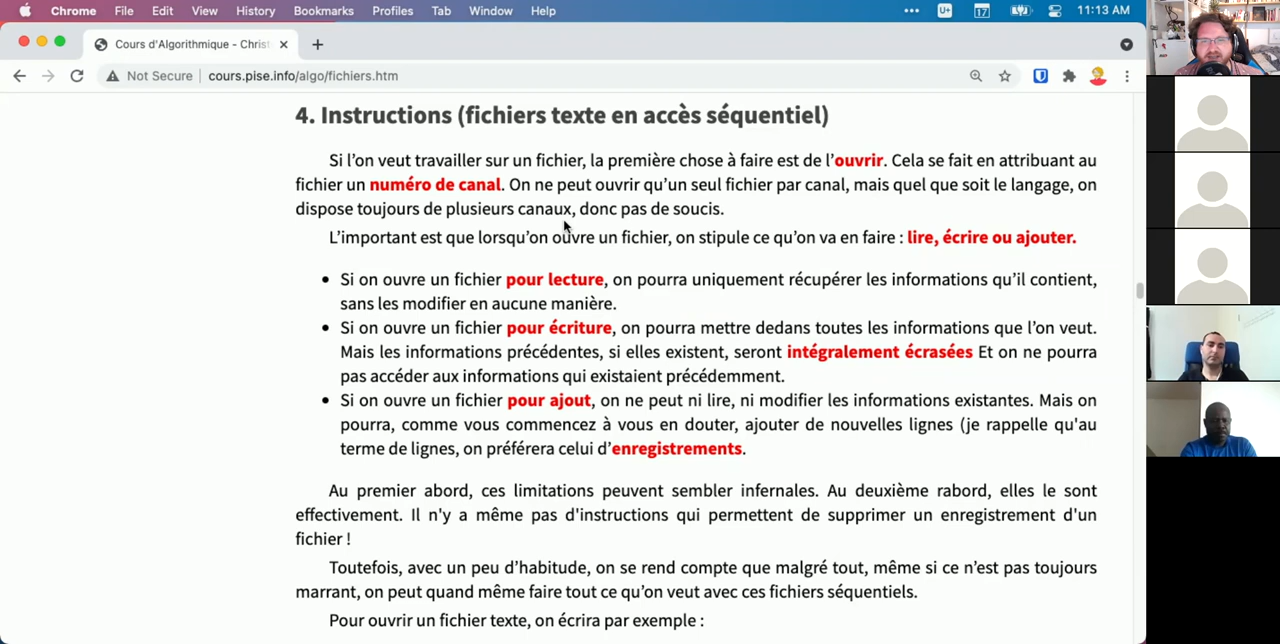 Chrome File Edit View History Bookmarks Profiles Tab Window Help
17
11:13 AM
Cours d'Algorithmique - Christ
Not Secure
cours.pise.info/algo/fichiers.htm
4. Instructions (fichiers texte en accès séquentiel)
Si l’on veut travailler sur un fichier, la première chose à faire est de l’ouvrir. Cela se fait en attribuant au
fichier un numéro de canal. On ne peut ouvrir qu’un seul fichier par canal, mais quel que soit le langage, on
dispose toujours de plusieurs canaux, donc pas de soucis.
L’important est que lorsqu’on ouvre un fichier, on stipule ce qu’on va en faire : lire, écrire ou ajouter.
• Si on ouvre un fichier pour lecture, on pourra uniquement récupérer les informations qu’il contient,
sans les modifier en aucune manière.
• Si on ouvre un fichier pour écriture, on pourra mettre dedans toutes les informations que l’on veut.
Mais les informations précédentes, si elles existent, seront intégralement écrasées Et on ne pourra
pas accéder aux informations qui existaient précédemment.
• Si on ouvre un fichier pour ajout, on ne peut ni lire, ni modifier les informations existantes. Mais on
pourra, comme vous commencez à vous en douter, ajouter de nouvelles lignes (je rappelle qu'au
terme de lignes, on préférera celui d’enregistrements.
Au premier abord, ces limitations peuvent sembler infernales. Au deuxième rabord, elles le sont
effectivement. Il n'y a même pas d'instructions qui permettent de supprimer un enregistrement d'un
fichier !
Toutefois, avec un peu d’habitude, on se rend compte que malgré tout, même si ce n’est pas toujours
marrant, on peut quand même faire tout ce qu’on veut avec ces fichiers séquentiels.
Pour ouvrir un fichier texte, on écrira par exemple :